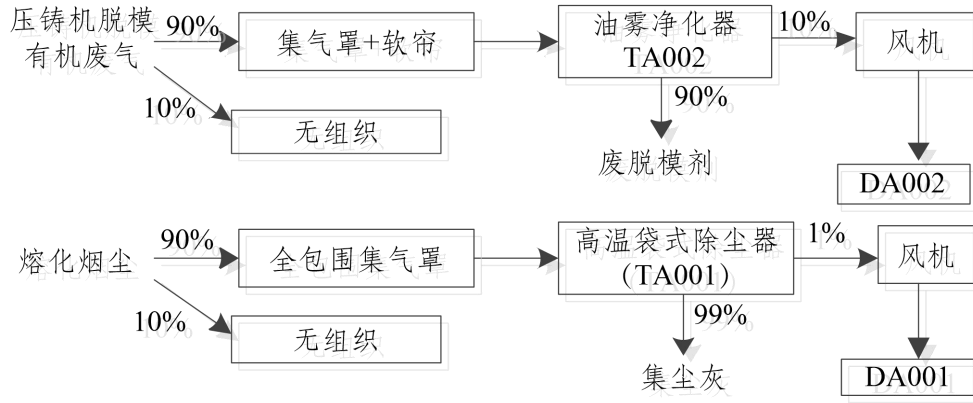 压铸机脱模
有机废气
90%
集气罩+软帘
油雾净化器
TA002
10%
风机
10%
无组织
90%
废脱模剂
DA002
熔化烟尘
90%
全包围集气罩
高温袋式除尘器
（TA001）
1%
风机
10%
无组织
99%
集尘灰
DA001